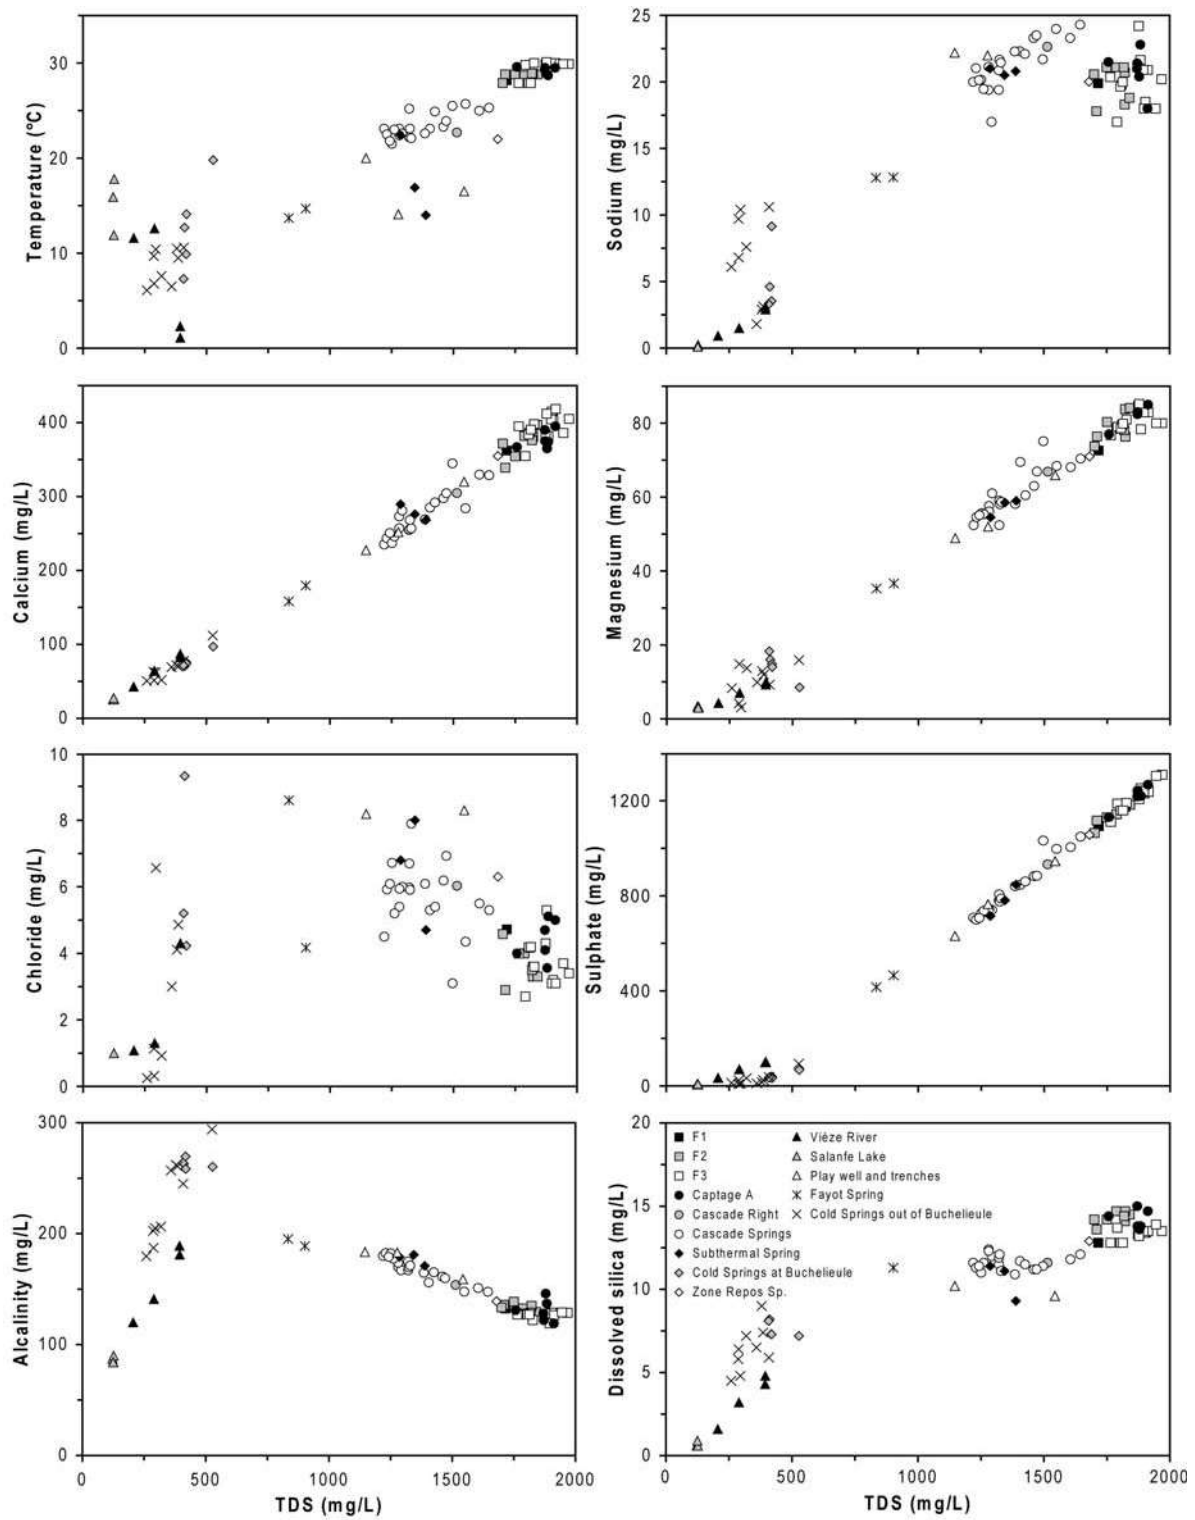 Temperature (°C)
30
20
10
0
Sodium (mg/L)
25
20
15
10
5
0
Calcium (mg/L)
400
300
200
100
0
Magnesium (mg/L)
80
60
40
20
0
Chloride (mg/L)
10
8
6
4
2
0
Sulphate (mg/L)
1200
800
400
0
Alcalinity (mg/L)
300
200
100
0
0 500 1000 1500 2000
TDS (mg/L)
Dissolved silica (mg/L)
20
15
10
5
0
F1
F2
F3
Captage A
Cascade Right
Cascade Springs
Subthermal Spring
Cold Springs at Buchelieule
Zone Repos Sp.
Vièze River
Salanfe Lake
Play well and trenches
Fayot Spring
Cold Springs out of Buchelieule
0 500 1000 1500 2000
TDS (mg/L)